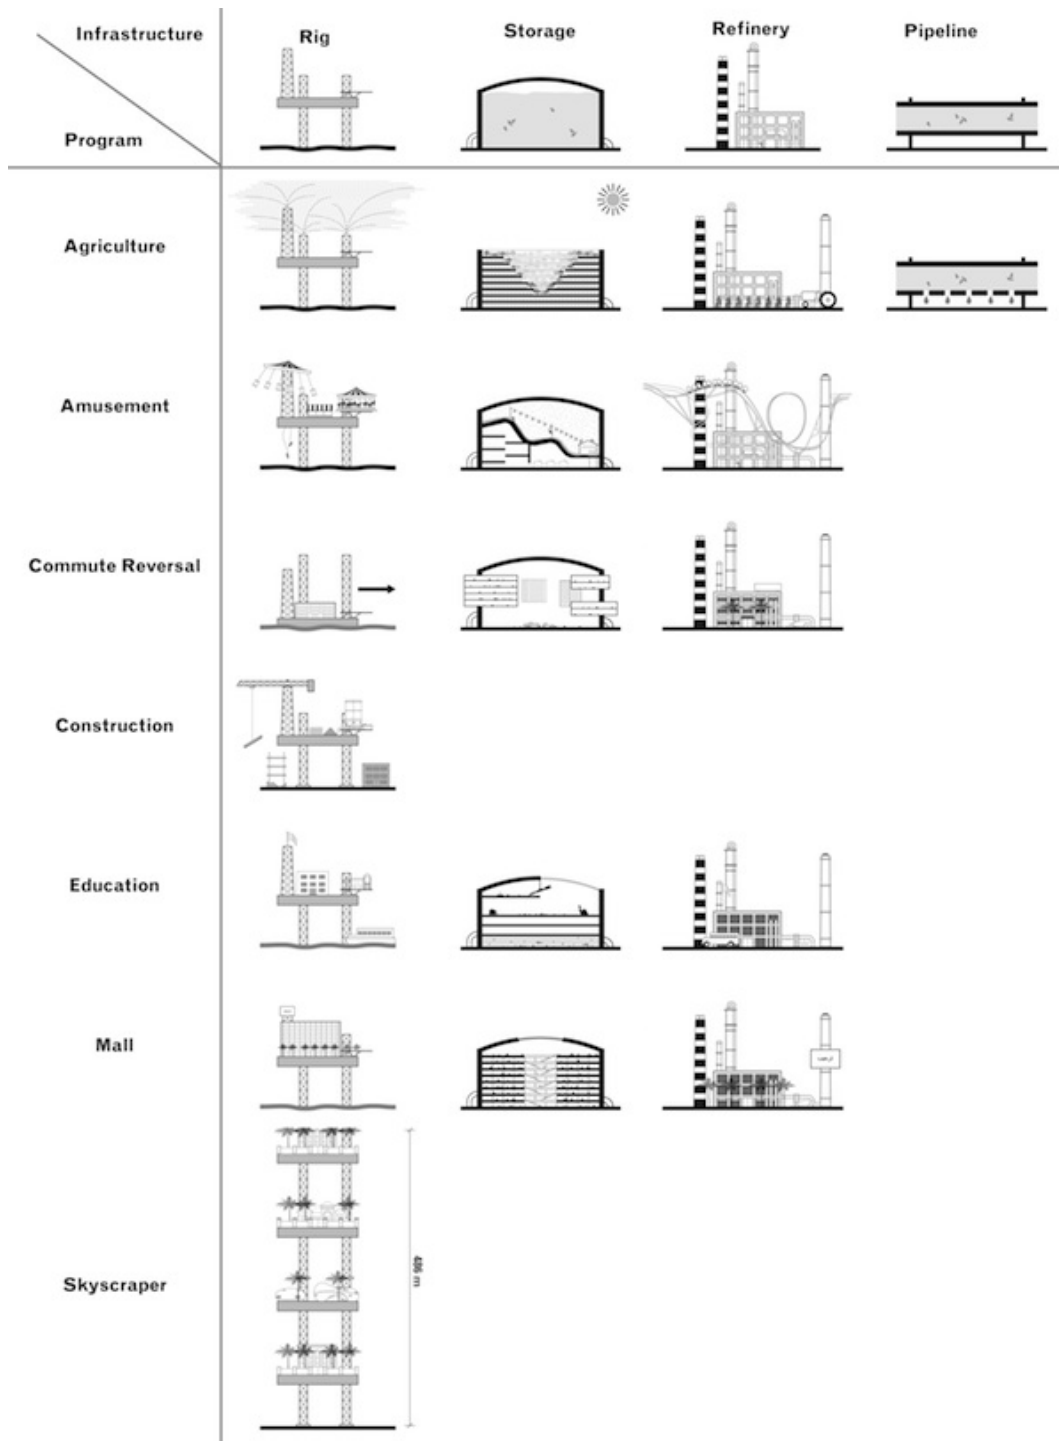 Infrastructure
Program
Rig
Storage
Refinery
Pipeline
Agriculture
Amusement
Commute Reversal
Construction
Education
Mall
Skyscraper
486 m